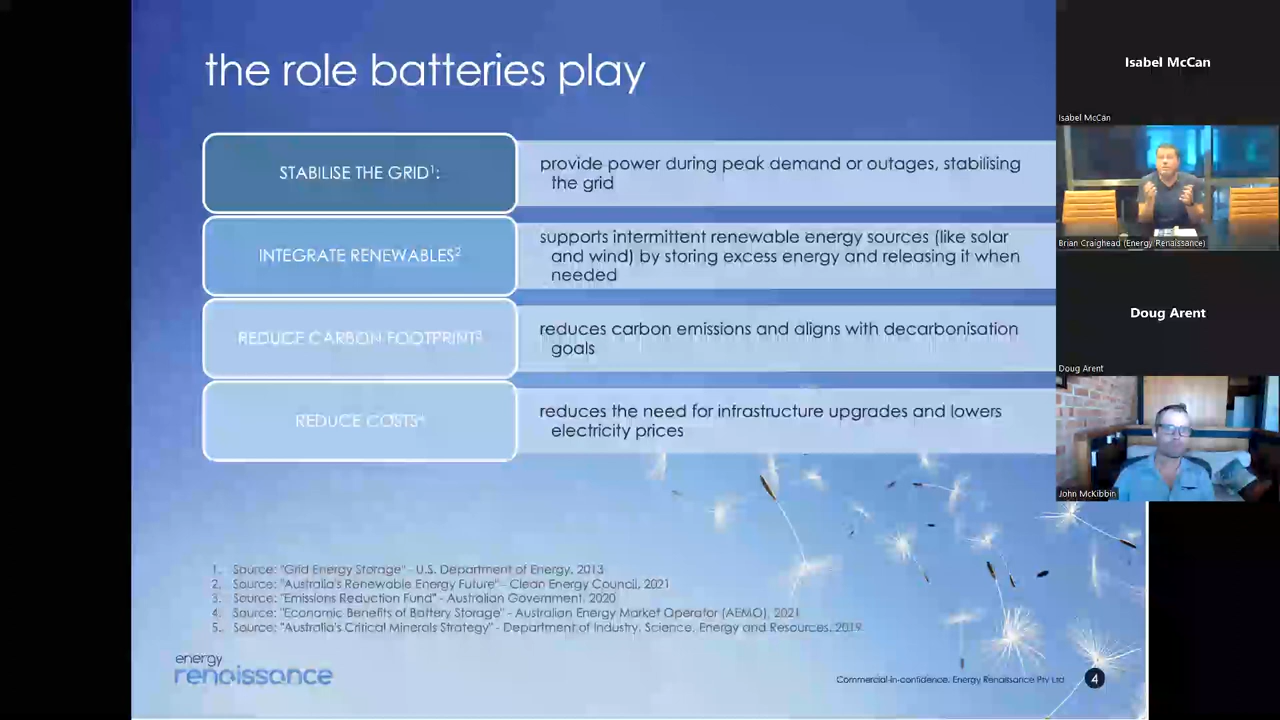 the role batteries play
STABILISE THE GRID1:
provide power during peak demand or outages, stabilising
the grid
INTEGRATE RENEWABLES2
supports intermittent renewable energy sources (like solar
and wind) by storing excess energy and releasing it when
needed
REDUCE CARBON FOOTPRINT3
reduces carbon emissions and aligns with decarbonisation
goals
REDUCE COSTS4
reduces the need for infrastructure upgrades and lowers
electricity prices
1. Source: "Grid Energy Storage" - U.S. Department of Energy, 2013
2. Source: "Australia's Renewable Energy Future" - Clean Energy Council, 2021
3. Source: "Emissions Reduction Fund" - Australian Government, 2020
4. Source: "Economic Benefits of Battery Storage" - Australian Energy Market Operator (AEMO), 2021
5. Source: "Australia's Critical Minerals Strategy" - Department of Industry, Science, Energy and Resources, 2019
energy
renaissance
Commercial-in-confidence. Energy Renaissance Pty Ltd
4
Isabel McCan
Isabel McCan
Brian Craighead (Energy Renaissance)
Doug Arent
Doug Arent
John McKibbin